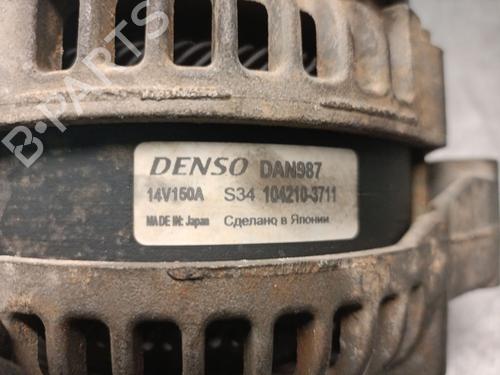 B-PARTS
DENSO DAN987
14V150A S34 104210-3711
MADE IN: Japan Сделано в Японии